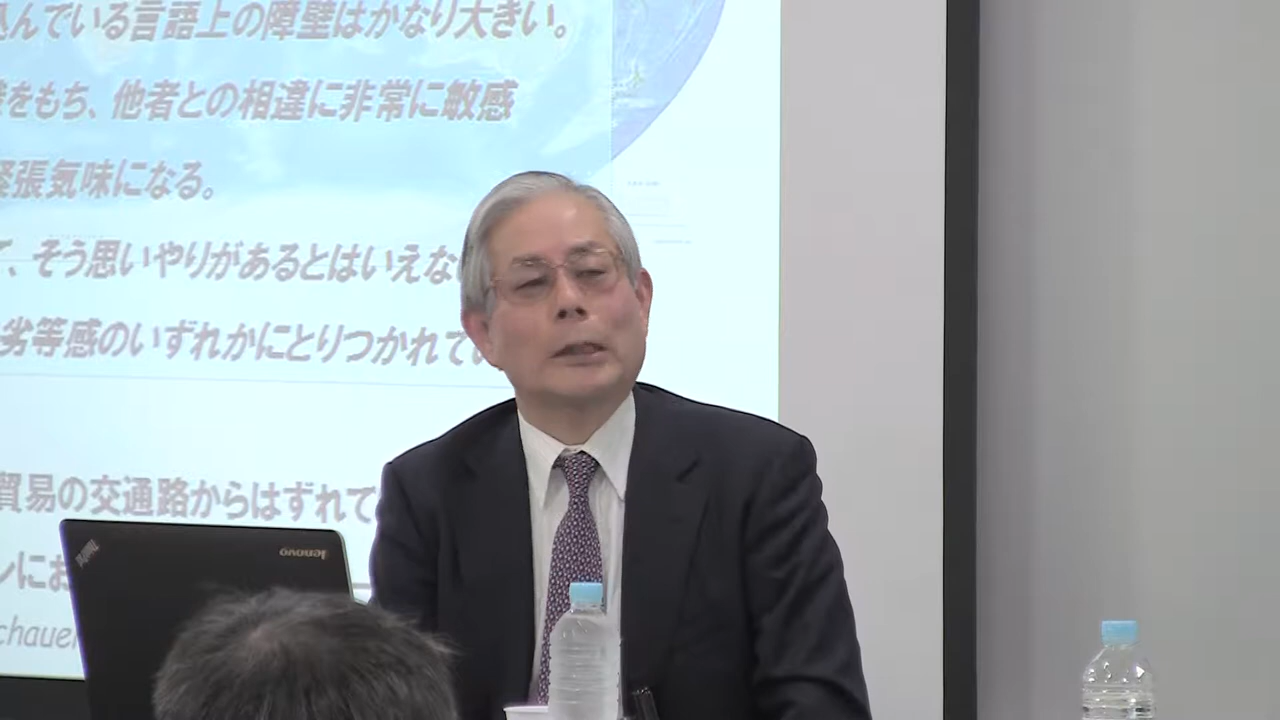 んでいる言語上の障壁はかなり大きい。
をもち、他者との相違に非常に敏感
緊張気味になる。
、そう思いやりがあるとはいえな
劣等感のいずれかにとりつかれて
貿易の交通路からはずれて
ンにお
chauer
lenovo
ThinkPad